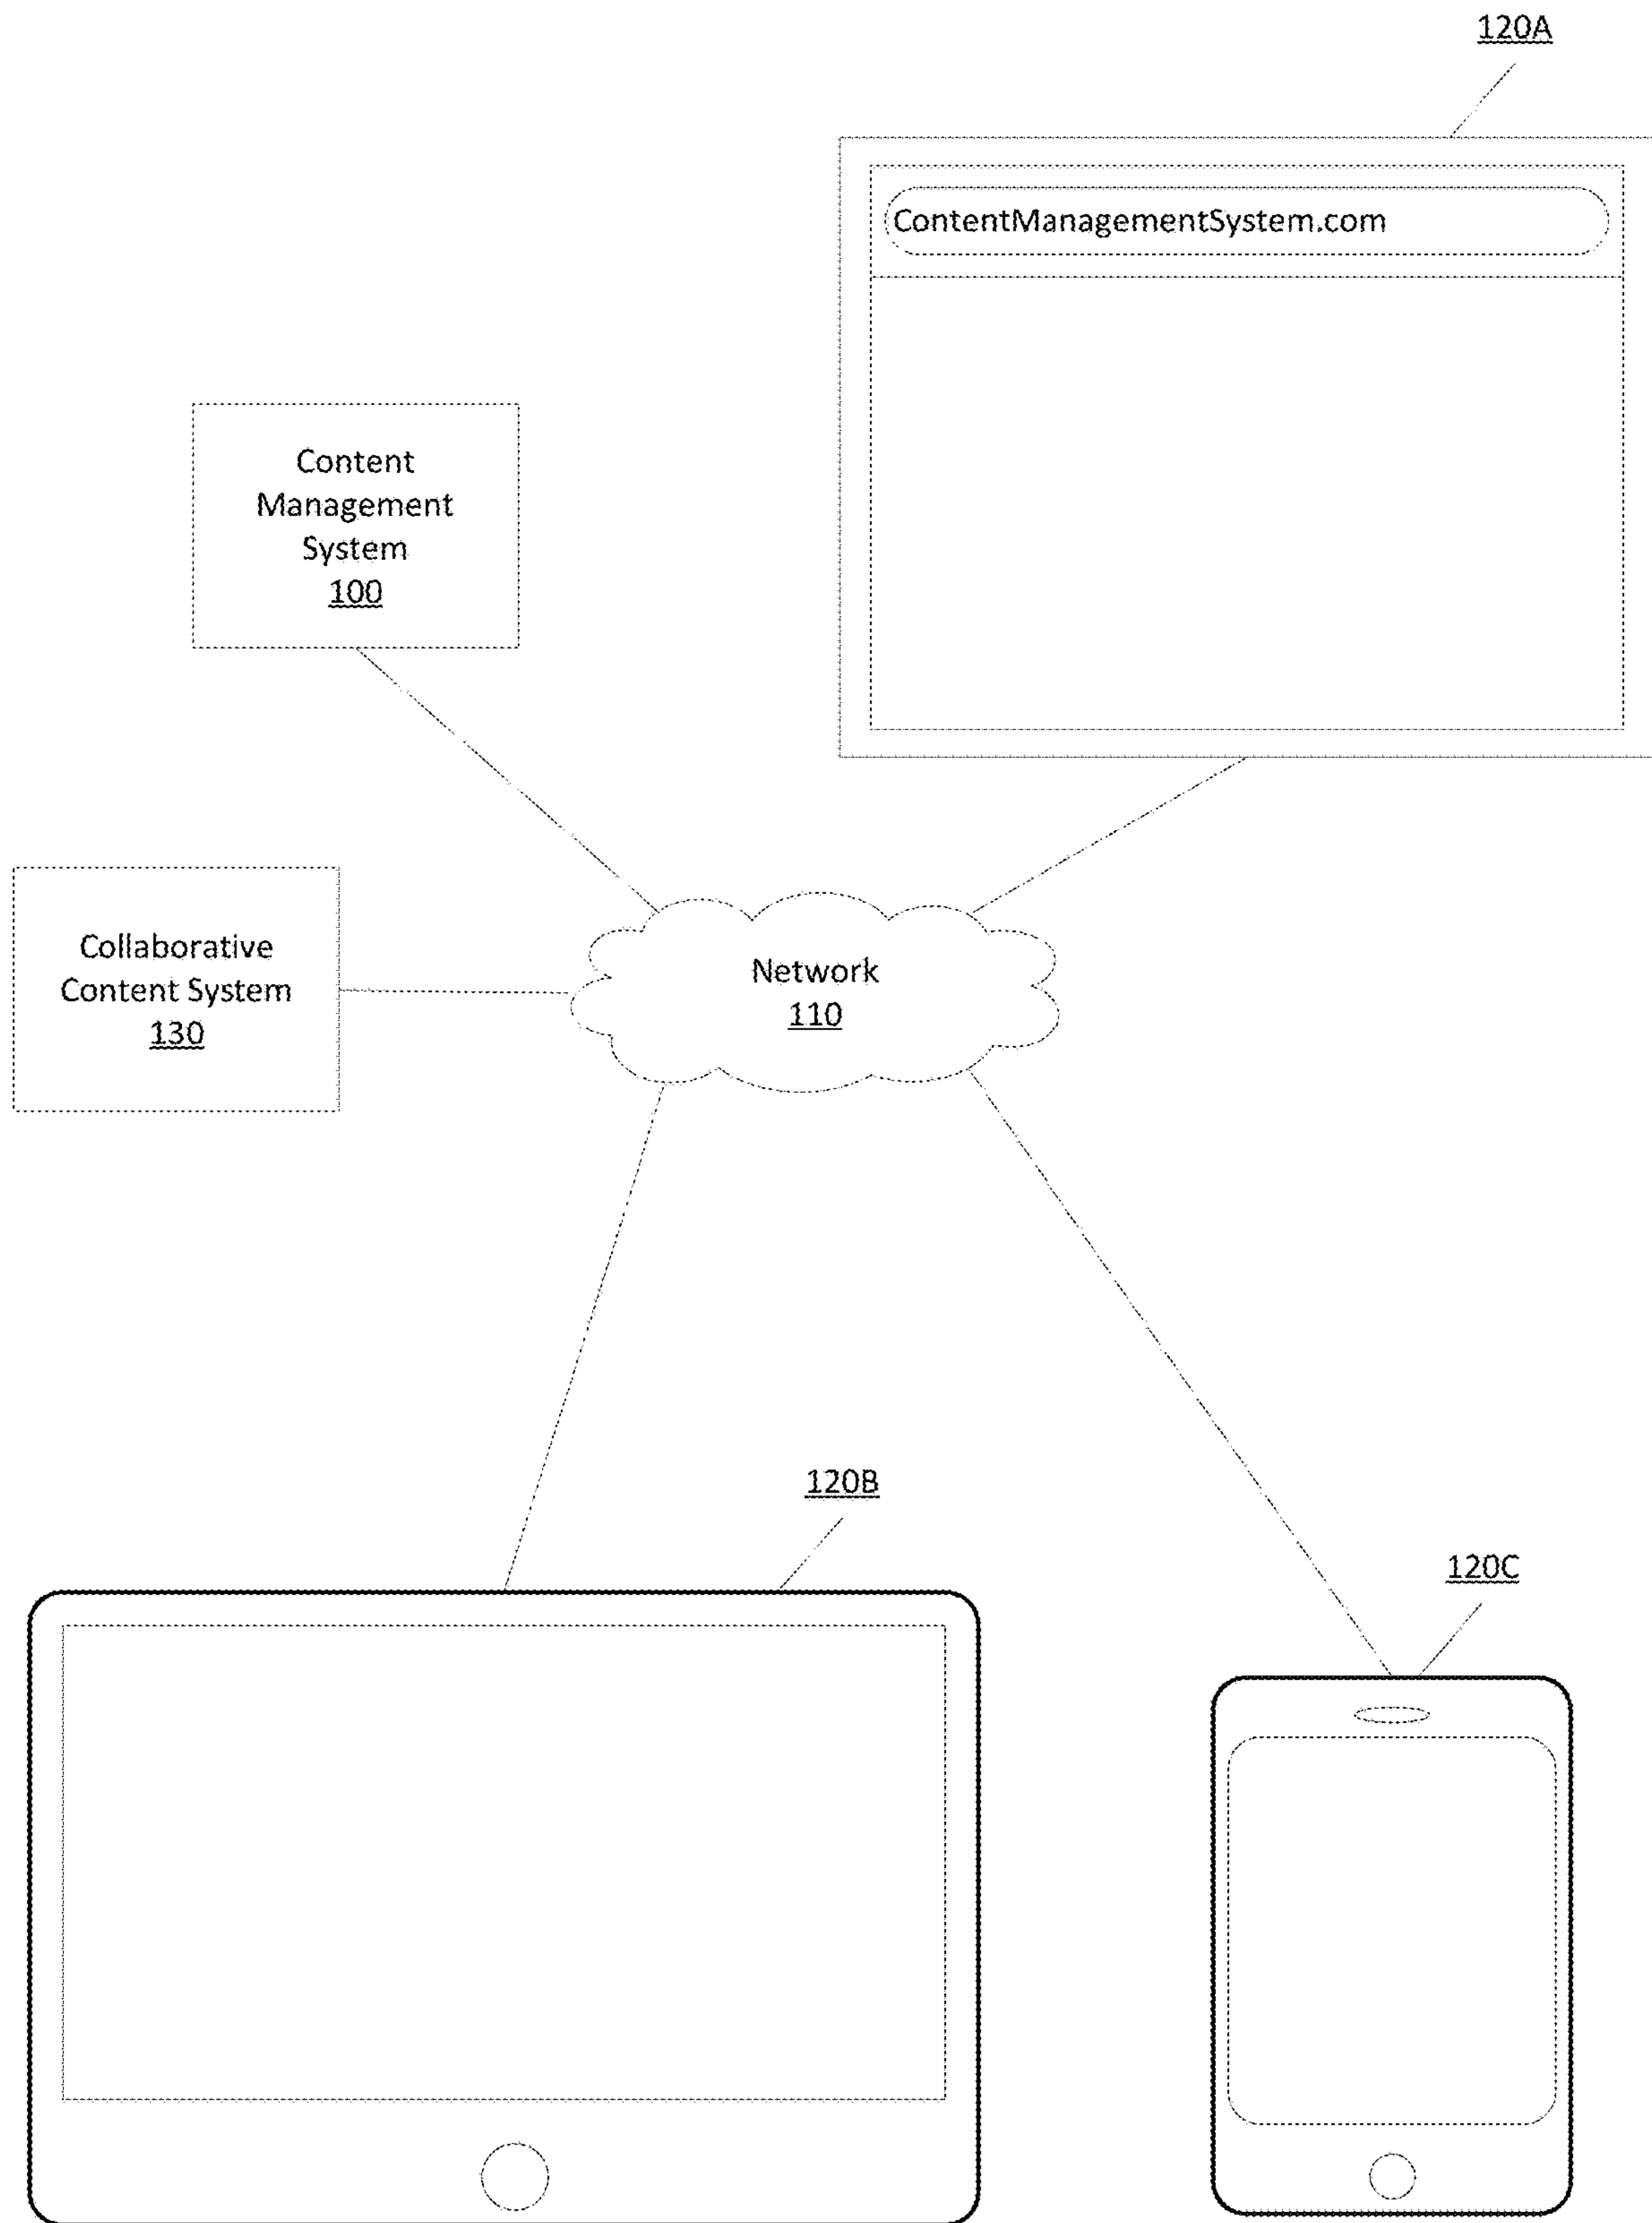 120A
ContentManagementSystem.com
Content
Management
System
100
Collaborative
Content System
130
Network
110
120B
120C